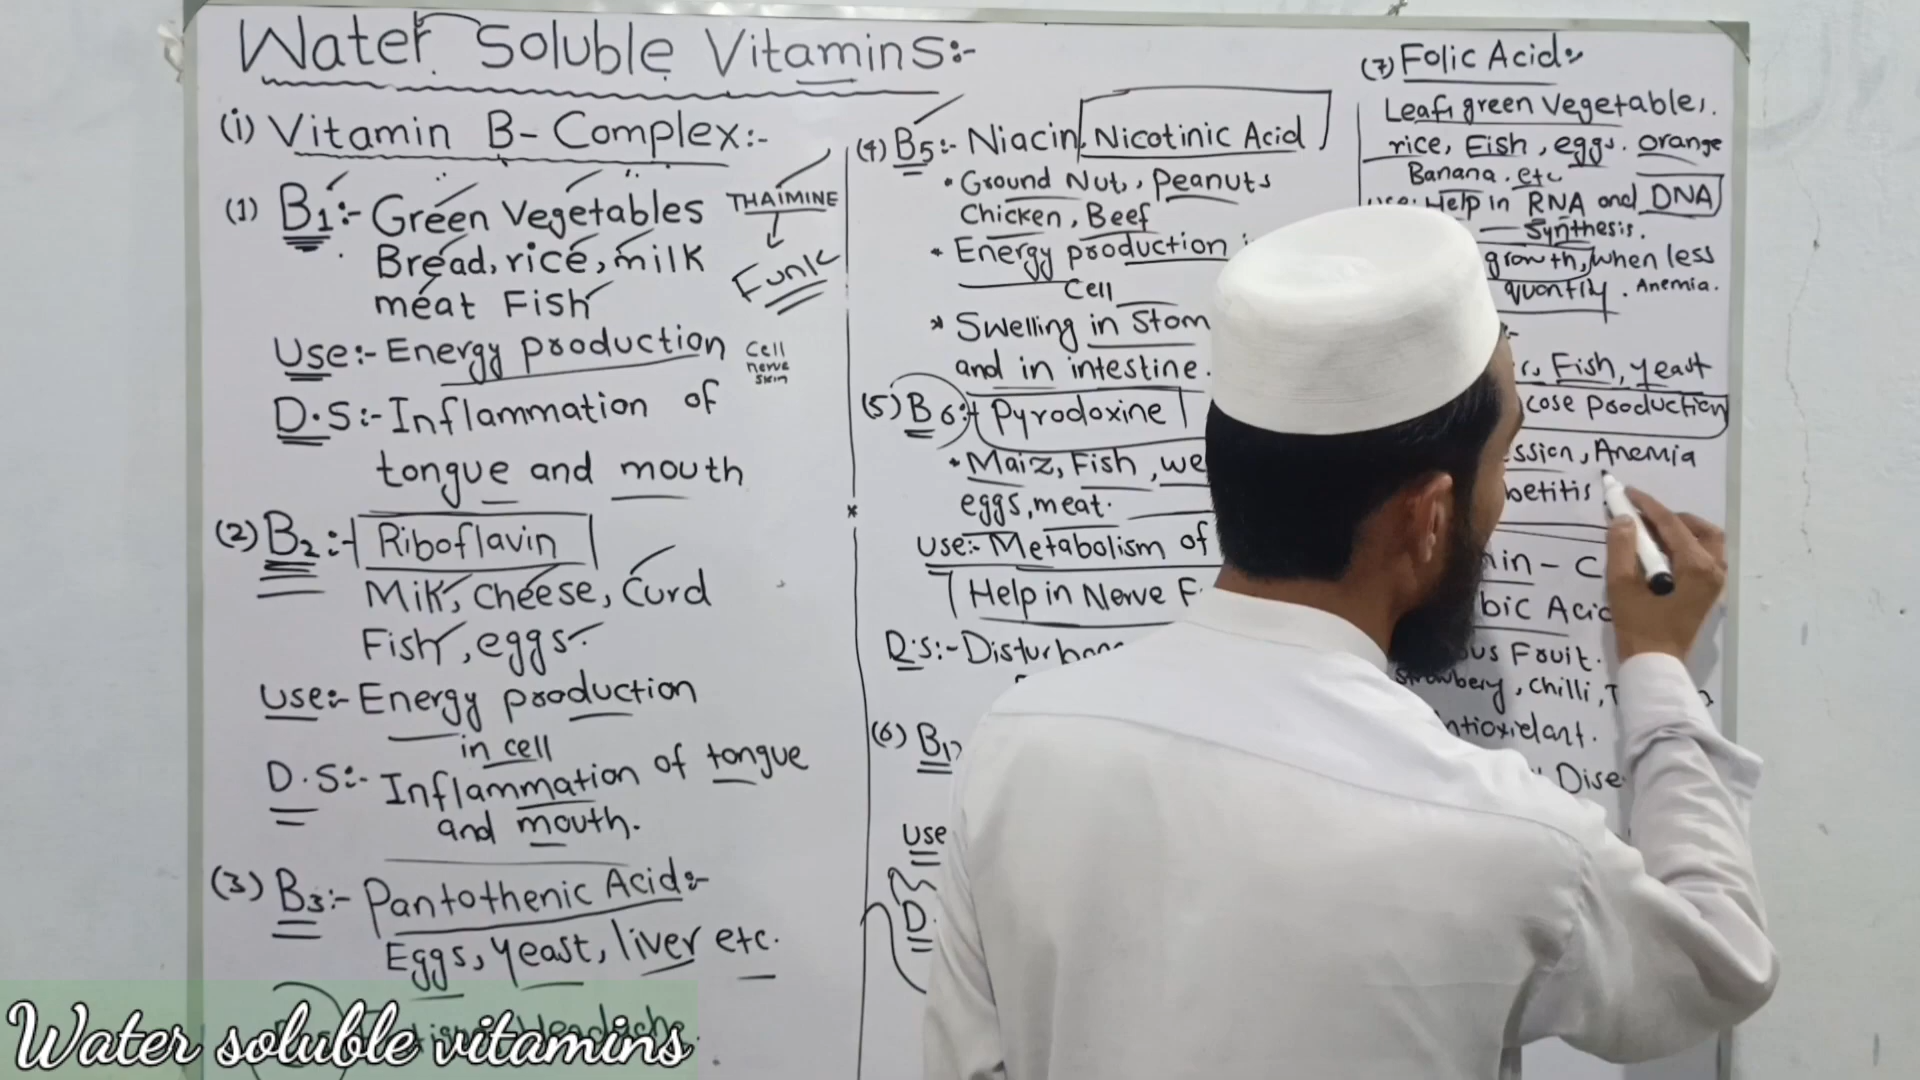 Water Soluble Vitamins:-
(i) Vitamin B-Complex:-
(1) B1:- Green Vegetables
Bread, rice, milk
meat Fish
THAIMINE
Funk
Use:- Energy production
Cell
nerve
skin
D.S:- Inflammation of
tongue and mouth
(2) B2:- Riboflavin
Milk, Cheese, Curd
Fish, eggs.
Use:- Energy production
in cell
D.S:- Inflammation of tongue
and mouth.
(3) B3:- Pantothenic Acid:-
Eggs, yeast, liver etc.
(4) B5:- Niacin, Nicotinic Acid
• Ground Nut, Peanuts
Chicken, Beef
* Energy production
Cell
* Swelling in Stom
and in intestine.
(5) B6:- Pyrodoxine
• Maiz, Fish, we
eggs, meat.
Use:- Metabolism of
Help in Nerve F
D.S:- Disturban
(6) B12
Use
D.
(7) Folic Acid:-
Leafi green Vegetables.
rice, Fish, eggs. orange
Banana. etc
use: Help in RNA and DNA
— Synthesis.
growth, when less
quantity. Anemia.
Fish, yeast
cose production
ssion, Anemia
betitis
min - C
bic Acid
us Fruit.
Strawbery, Chilli, T
ntioxidant.
Dise
Water soluble vitamins